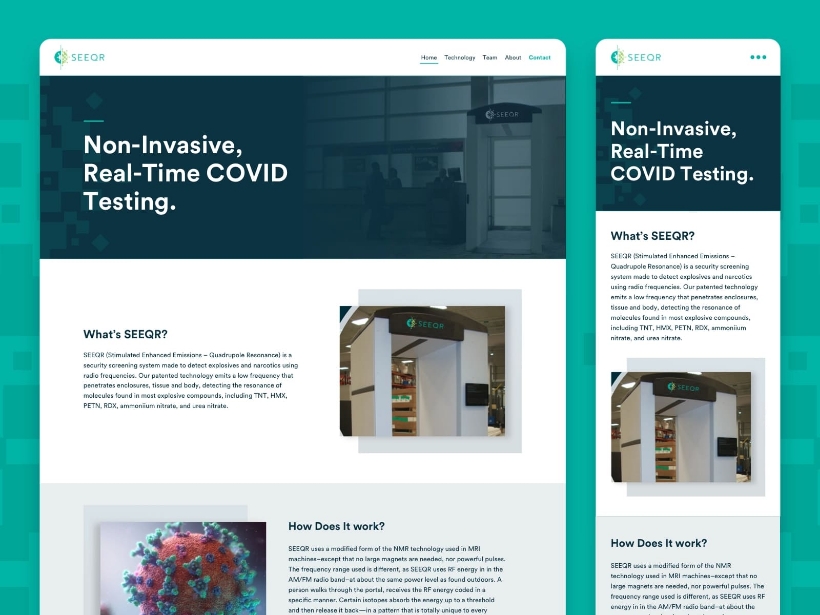 SEEQR
Home Technology Team About Contact
SEEQR
Non-Invasive,
Real-Time COVID
Testing.
SEEQR
What's SEEQR?
SEEQR (Stimulated Enhanced Emissions – Quadrupole Resonance) is a
security screening system made to detect explosives and narcotics using
radio frequencies. Our patented technology emits a low frequency that
penetrates enclosures, tissue and body, detecting the resonance of
molecules found in most explosive compounds, including TNT, HMX,
PETN, RDX, ammoniium nitrate, and urea nitrate.
SEEQR
How Does It work?
SEEQR uses a modified form of the NMR technology used in MRI
machines–except that no large magnets are needed, nor powerful pulses.
The frequency range used is different, as SEEQR uses RF energy in in the
AM/FM radio band–at about the same power level as found outdoors. A
person walks through the portal, receives the RF energy coded in a
specific manner. Certain isotopes absorb the energy up to a threshold
and then release it back—in a pattern that is totally unique to every
SEEQR
Non-Invasive,
Real-Time
COVID Testing.
What's SEEQR?
SEEQR (Stimulated Enhanced Emissions –
Quadrupole Resonance) is a security screening
system made to detect explosives and narcotics
using radio frequencies. Our patented technology
emits a low frequency that penetrates enclosures,
tissue and body, detecting the resonance of
molecules found in most explosive compounds,
including TNT, HMX, PETN, RDX, ammoniium
nitrate, and urea nitrate.
SEEQR
How Does It work?
SEEQR uses a modified form of the NMR
technology used in MRI machines–except that no
large magnets are needed, nor powerful pulses. The
frequency range used is different, as SEEQR uses RF
energy in in the AM/FM radio band–at about the